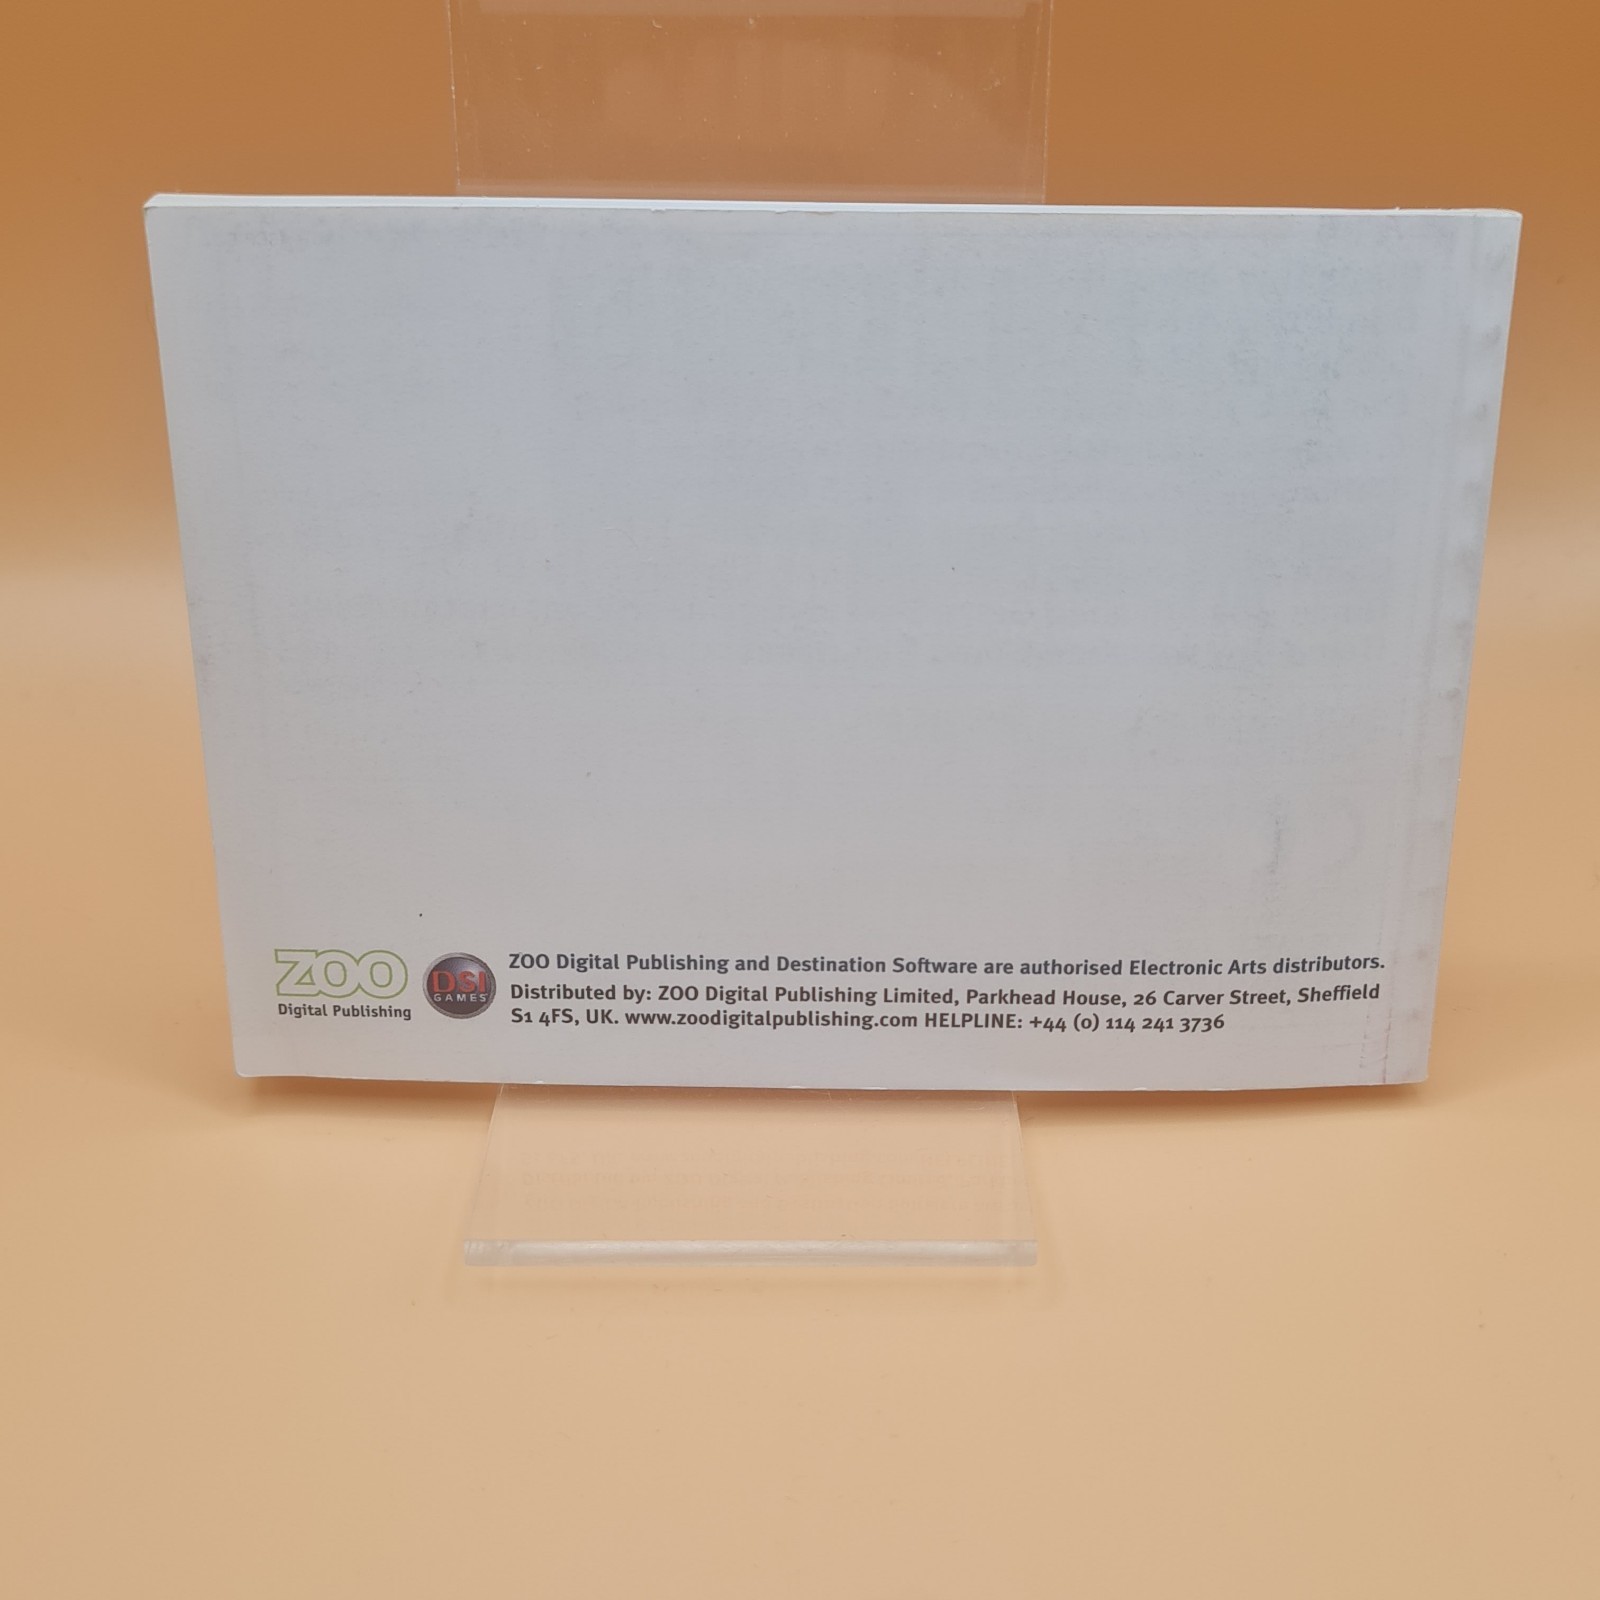 ZOO
Digital Publishing
DSI
GAMES
ZOO Digital Publishing and Destination Software are authorised Electronic Arts distributors.
Distributed by: ZOO Digital Publishing Limited, Parkhead House, 26 Carver Street, Sheffield
S1 4FS, UK. www.zoodigitalpublishing.com HELPLINE: +44 (0) 114 241 3736